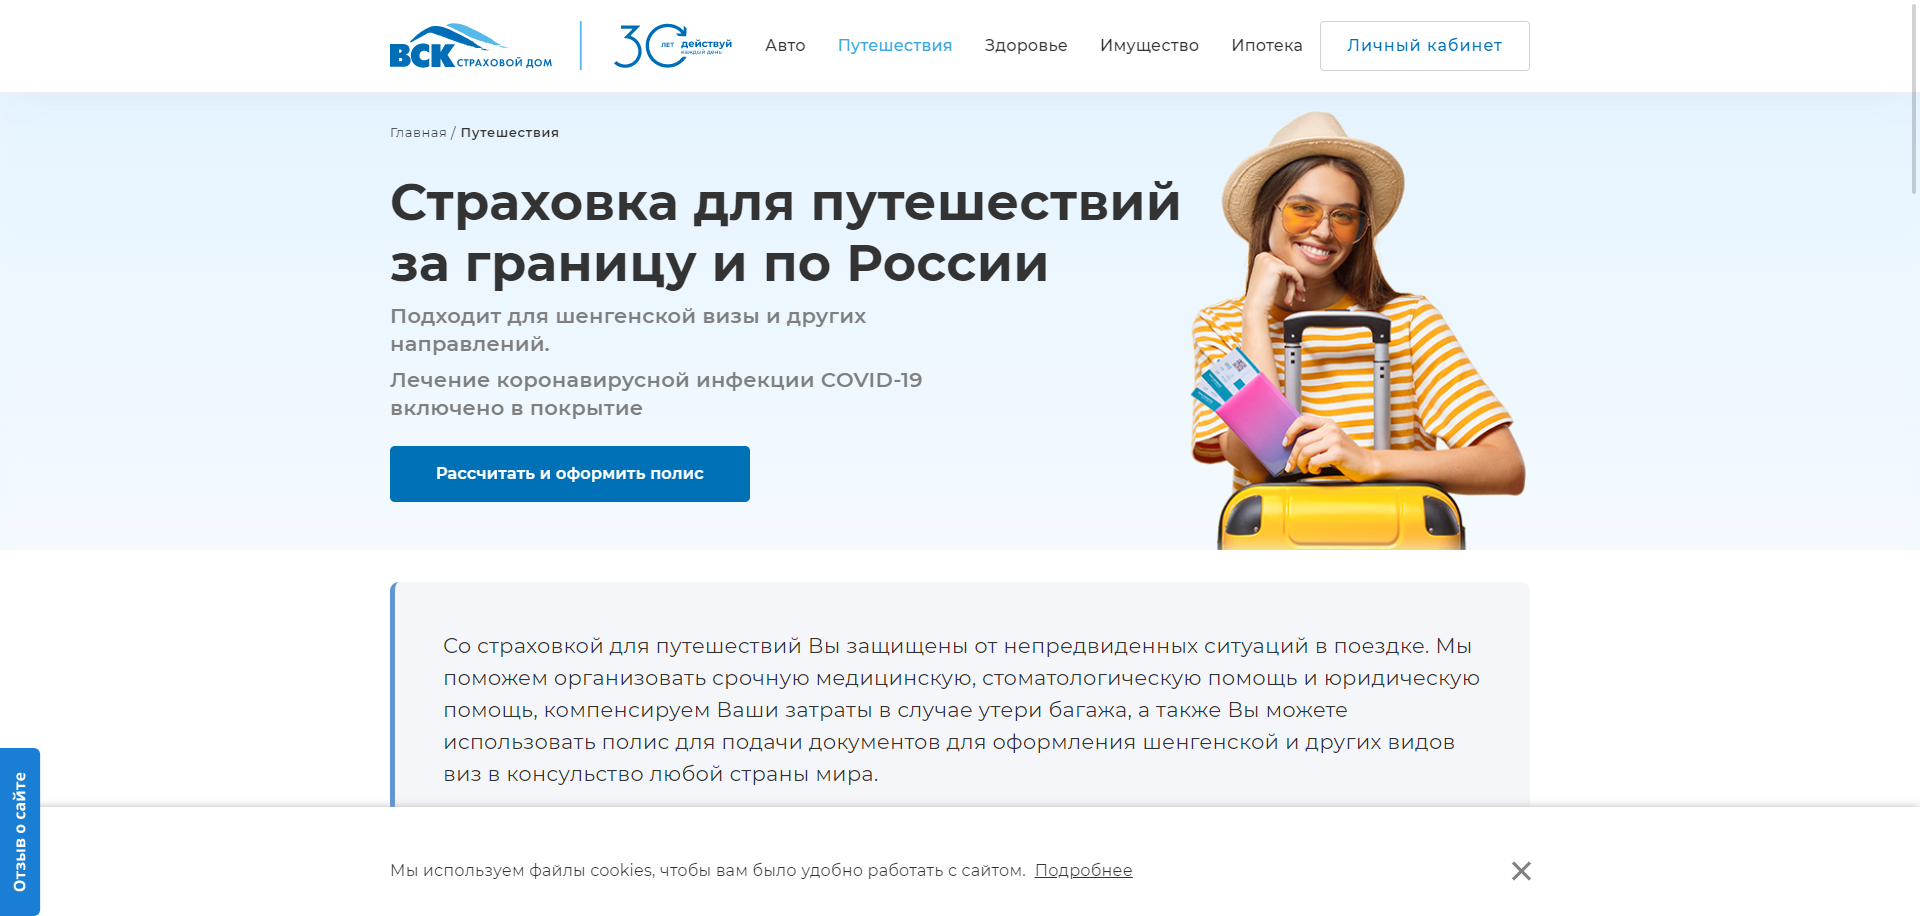 ВСК СТРАХОВОЙ ДОМ
30 ЛЕТ действуй каждый день
Авто Путешествия Здоровье Имущество Ипотека Личный кабинет
Главная / Путешествия
Страховка для путешествий
за границу и по России
Подходит для шенгенской визы и других
направлений.
Лечение коронавирусной инфекции COVID-19
включено в покрытие
Рассчитать и оформить полис
Со страховкой для путешествий Вы защищены от непредвиденных ситуаций в поездке. Мы
поможем организовать срочную медицинскую, стоматологическую помощь и юридическую
помощь, компенсируем Ваши затраты в случае утери багажа, а также Вы можете
использовать полис для подачи документов для оформления шенгенской и других видов
виз в консульство любой страны мира.
Отзыв о сайте
Мы используем файлы cookies, чтобы вам было удобно работать с сайтом. Подробнее